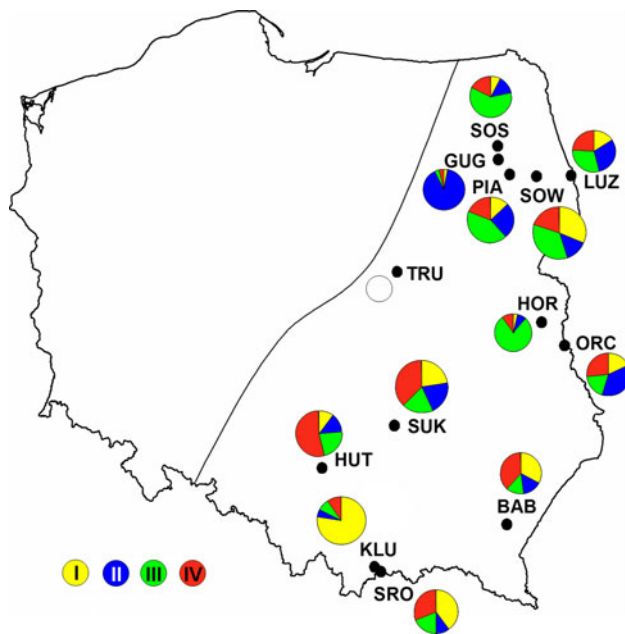 SOS
GUG
LUZ
PIA
SOW
TRU
HOR
ORC
SUK
HUT
BAB
KLU
I II III IV
SRO